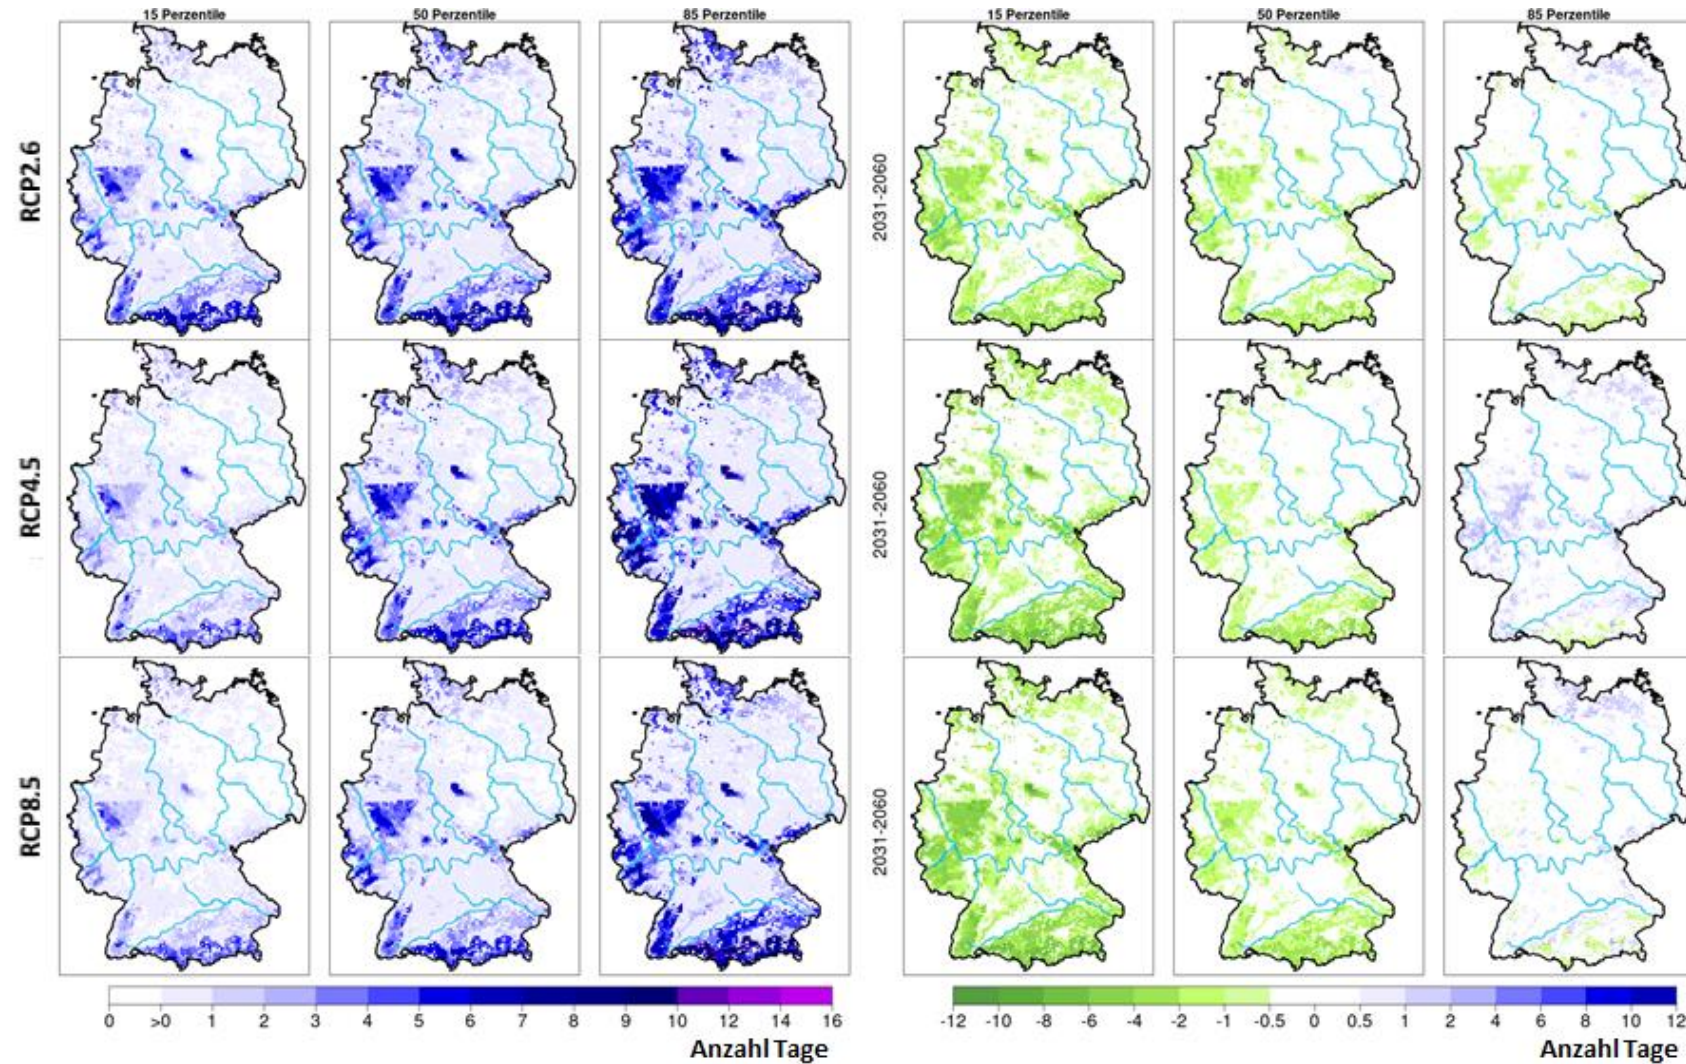 15 Perzentile 50 Perzentile 85 Perzentile 15 Perzentile 50 Perzentile 85 Perzentile
RCP2.6
2031-2060
RCP4.5
2031-2060
RCP8.5
2031-2060
0 >0 1 2 3 4 5 6 7 8 9 10 12 14 16
-12 -10 -8 -6 -4 -2 -1 -0.5 0 0.5 1 2 4 6 8 10 12
Anzahl Tage Anzahl Tage